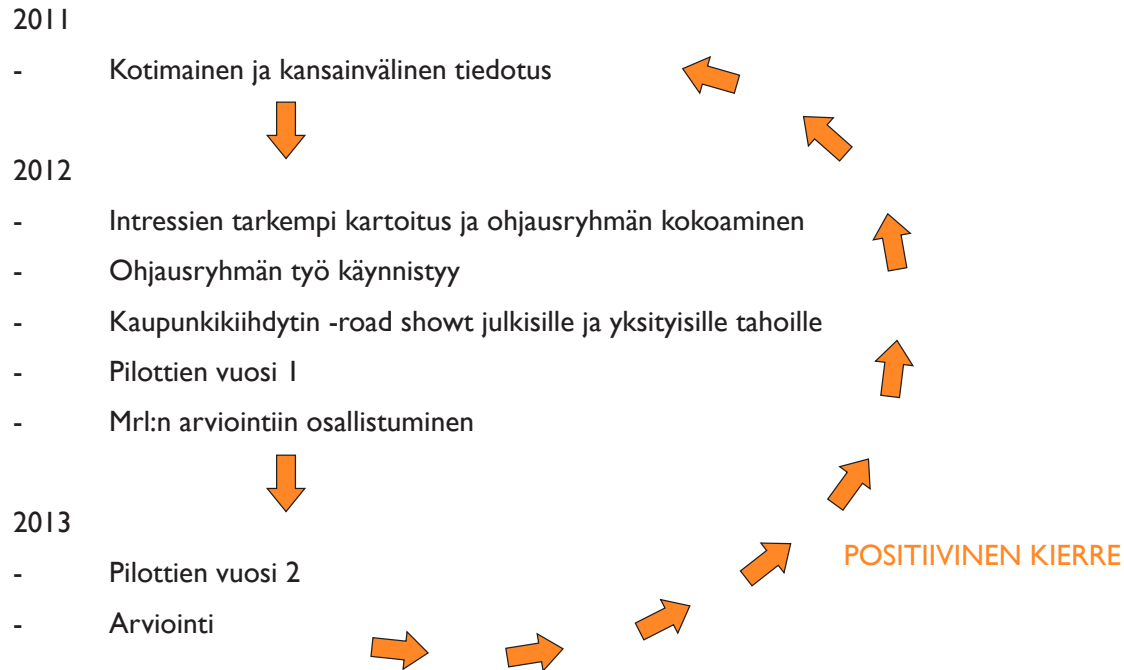 2011
- Kotimainen ja kansainvälinen tiedotus
2012
- Intressien tarkempi kartoitus ja ohjausryhmän kokoaminen
- Ohjausryhmän työ käynnistyy
- Kaupunkikiihdytin -road showt julkisille ja yksityisille tahoille
- Pilottien vuosi 1
- Mrl:n arviointiin osallistuminen
2013
- Pilottien vuosi 2
- Arviointi
POSITIIVINEN KIERRE